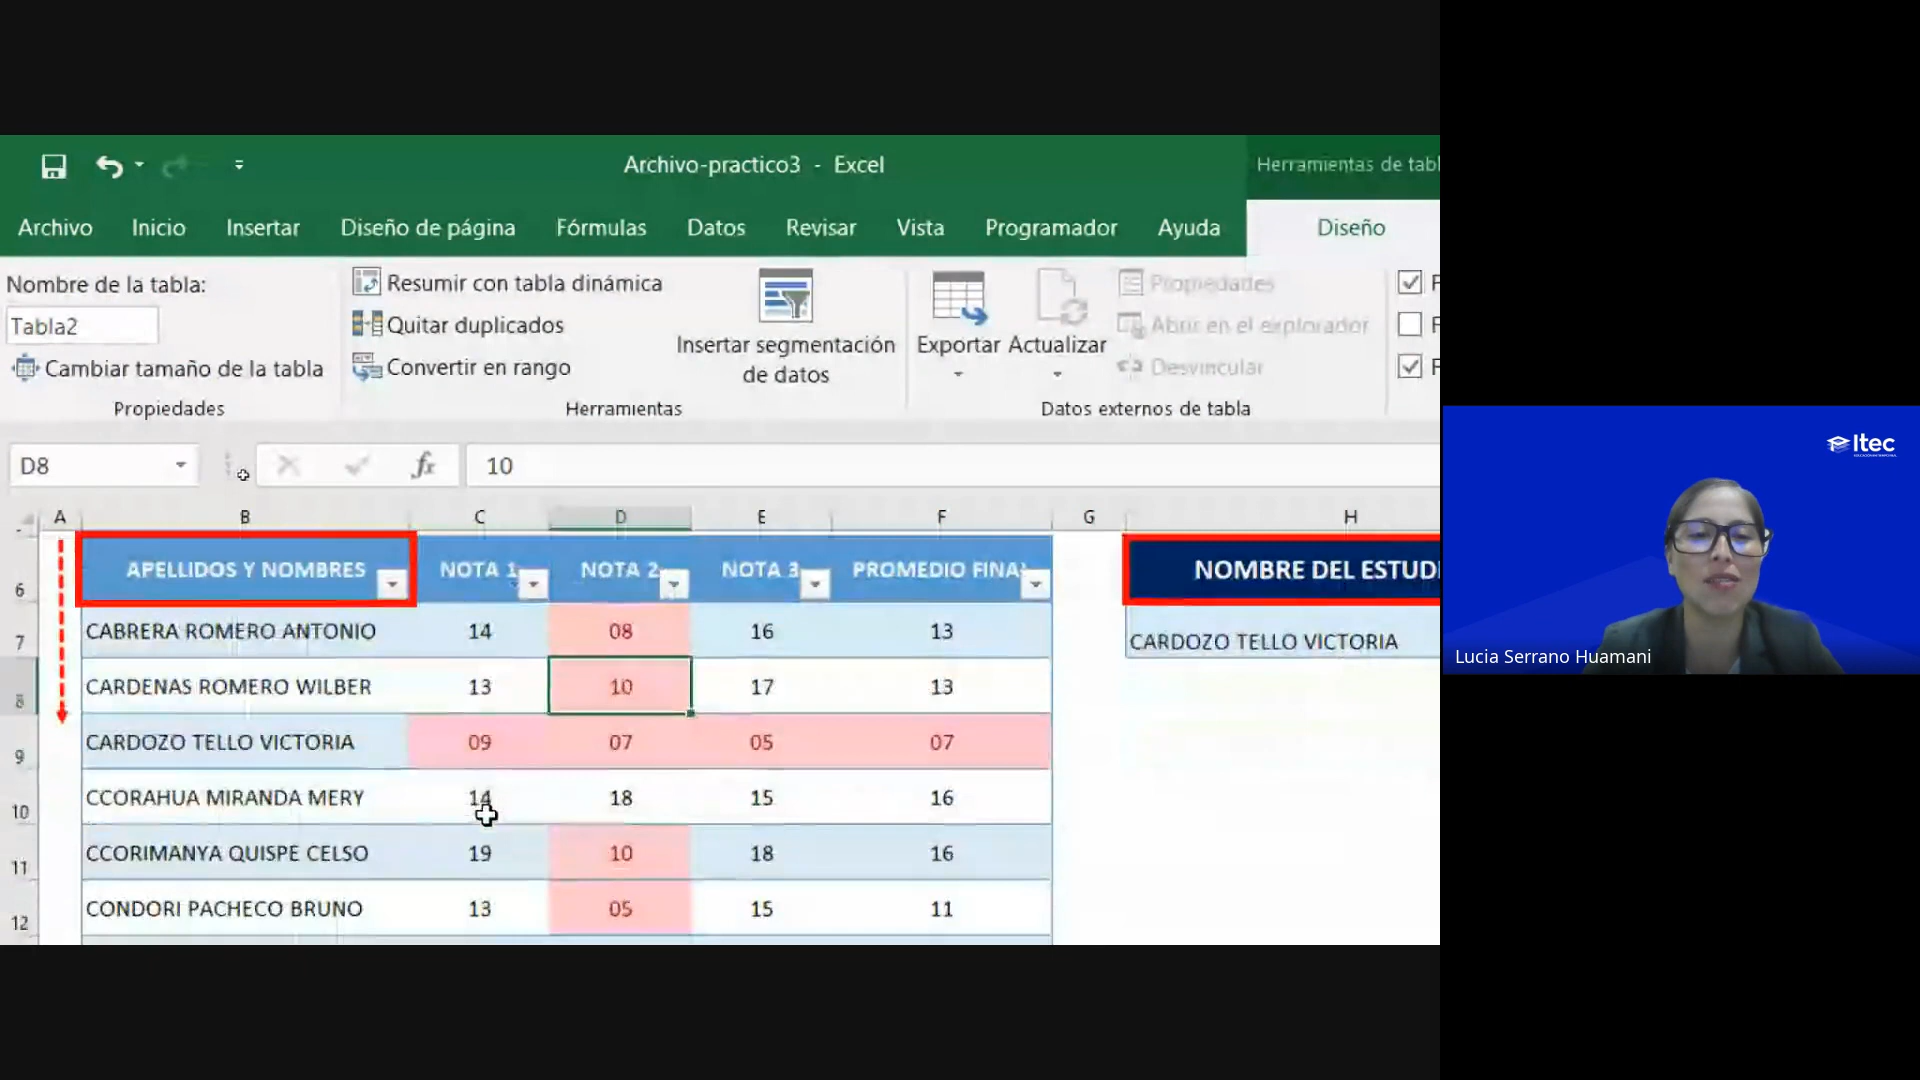 Archivo-practico3 - Excel
Herramientas de tabl
Archivo Inicio Insertar Diseño de página Fórmulas Datos Revisar Vista Programador Ayuda Diseño
Nombre de la tabla:
Tabla2
Cambiar tamaño de la tabla
Propiedades
Resumir con tabla dinámica
Quitar duplicados
Convertir en rango
Insertar segmentación
de datos
Herramientas
Exportar Actualizar
Propiedades
Abrir en el explorador
Desvincular
Datos externos de tabla
F
F
F
D8 fx 10
A B C D E F G H
6 APELLIDOS Y NOMBRES NOTA 1 NOTA 2 NOTA 3 PROMEDIO FINA NOMBRE DEL ESTUDI
7 CABRERA ROMERO ANTONIO 14 08 16 13 CARDOZO TELLO VICTORIA
8 CARDENAS ROMERO WILBER 13 10 17 13
9 CARDOZO TELLO VICTORIA 09 07 05 07
10 CCORAHUA MIRANDA MERY 14 18 15 16
11 CCORIMANYA QUISPE CELSO 19 10 18 16
12 CONDORI PACHECO BRUNO 13 05 15 11
Itec
Lucia Serrano Huamani